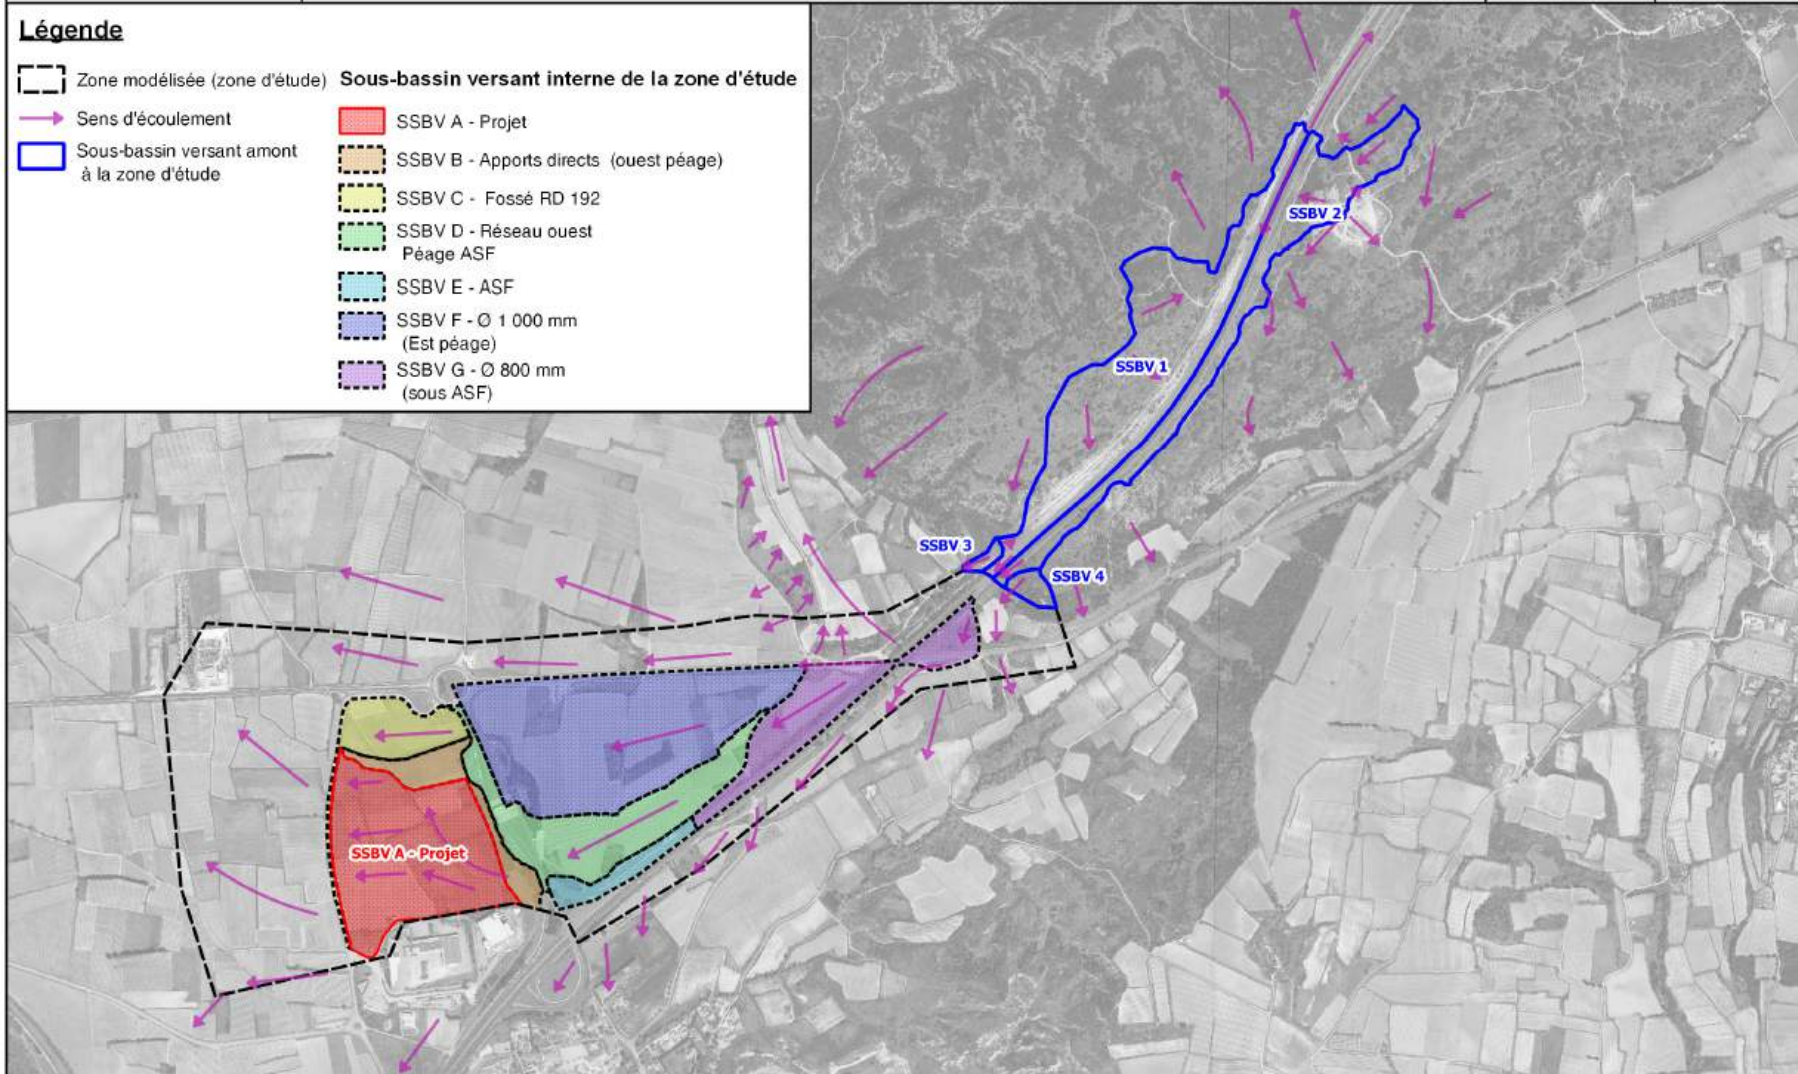 Légende
Zone modélisée (zone d'étude)
Sens d'écoulement
Sous-bassin versant amont
à la zone d'étude
Sous-bassin versant interne de la zone d'étude
SSBV A - Projet
SSBV B - Apports directs (ouest péage)
SSBV C - Fossé RD 192
SSBV D - Réseau ouest
Péage ASF
SSBV E - ASF
SSBV F - Ø 1 000 mm
(Est péage)
SSBV G - Ø 800 mm
(sous ASF)
SSBV 2
SSBV 1
SSBV 3
SSBV 4
SSBV A - Projet